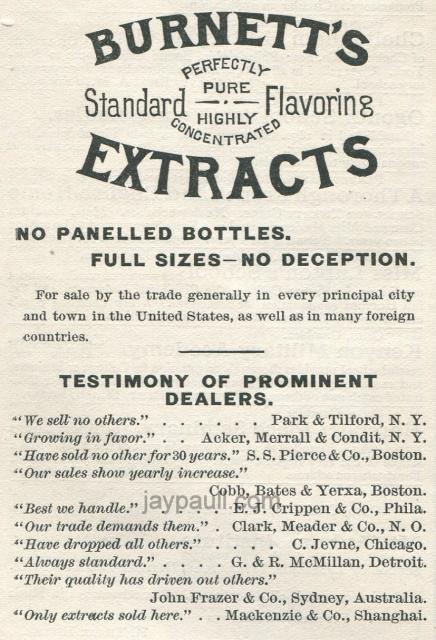 BURNETT'S
PERFECTLY
PURE
Standard Flavoring
HIGHLY
CONCENTRATED
EXTRACTS
NO PANELLED BOTTLES.
FULL SIZES—NO DECEPTION.
For sale by the trade generally in every principal city
and town in the United States, as well as in many foreign
countries.
TESTIMONY OF PROMINENT
DEALERS.
"We sell no others." . . . . . . Park & Tilford, N. Y.
"Growing in favor." . . Acker, Merrall & Condit, N. Y.
"Have sold no other for 30 years." S. S. Pierce & Co., Boston.
"Our sales show yearly increase."
Cobb, Bates & Yerxa, Boston.
"Best we handle." . . . . E. J. Crippen & Co., Phila.
jaypaull.com
"Our trade demands them." . Clark, Meader & Co., N. O.
"Have dropped all others." . . . . C. Jevne, Chicago.
"Always standard." . . . . G. & R. McMillan, Detroit.
"Their quality has driven out others."
John Frazer & Co., Sydney, Australia.
"Only extracts sold here." . . Mackenzie & Co., Shanghai.